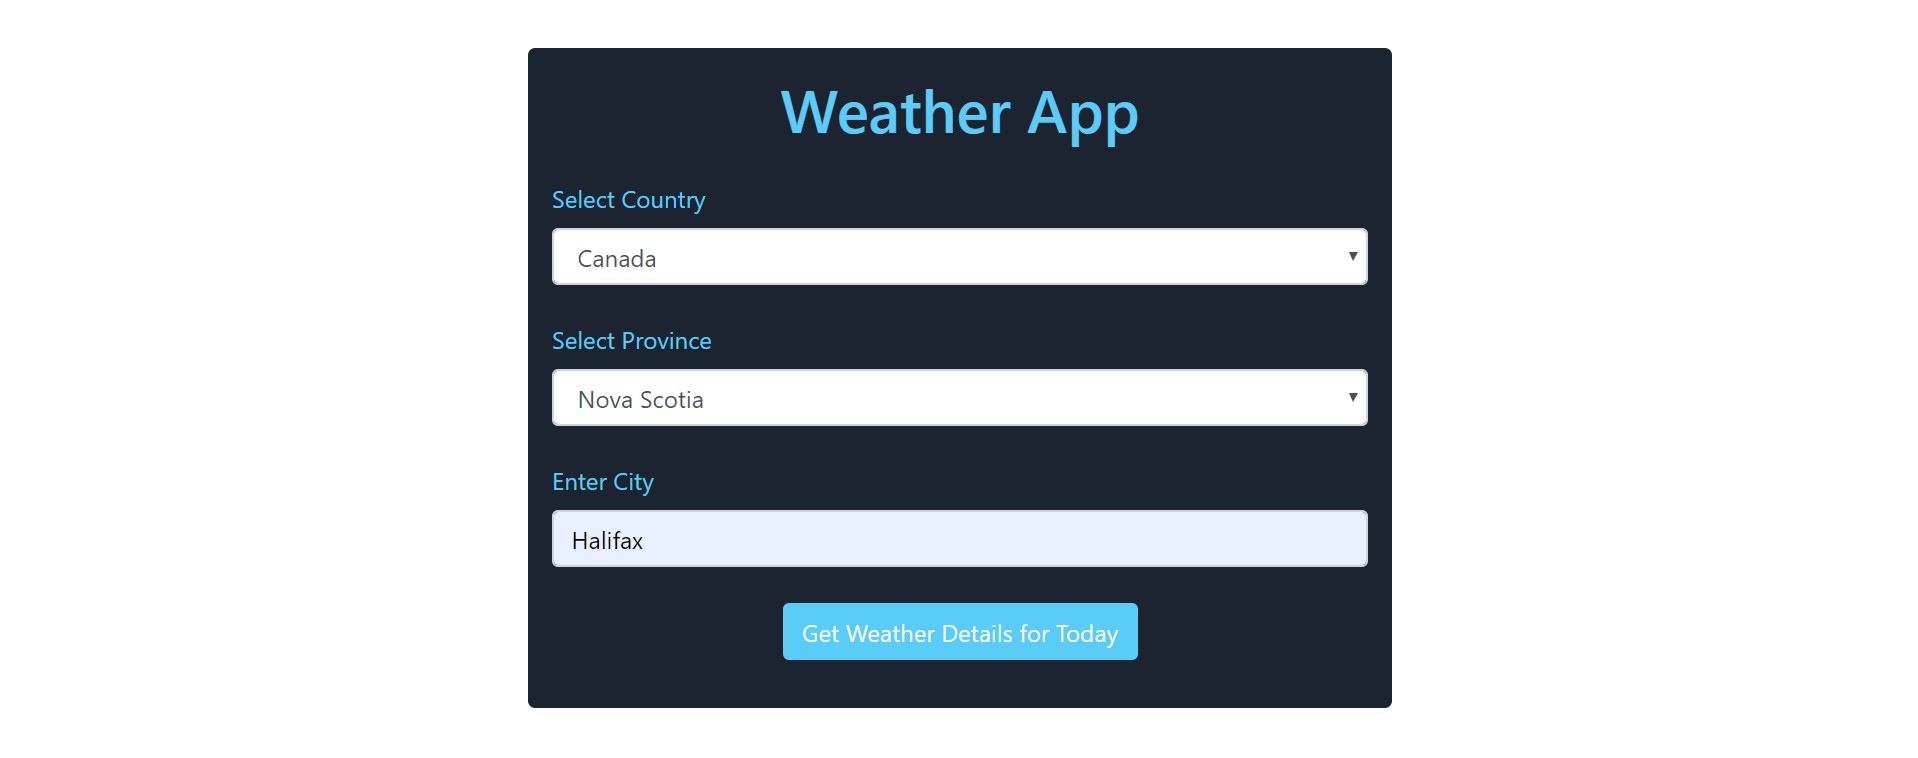 Weather App
Select Country
Canada
Select Province
Nova Scotia
Enter City
Halifax
Get Weather Details for Today